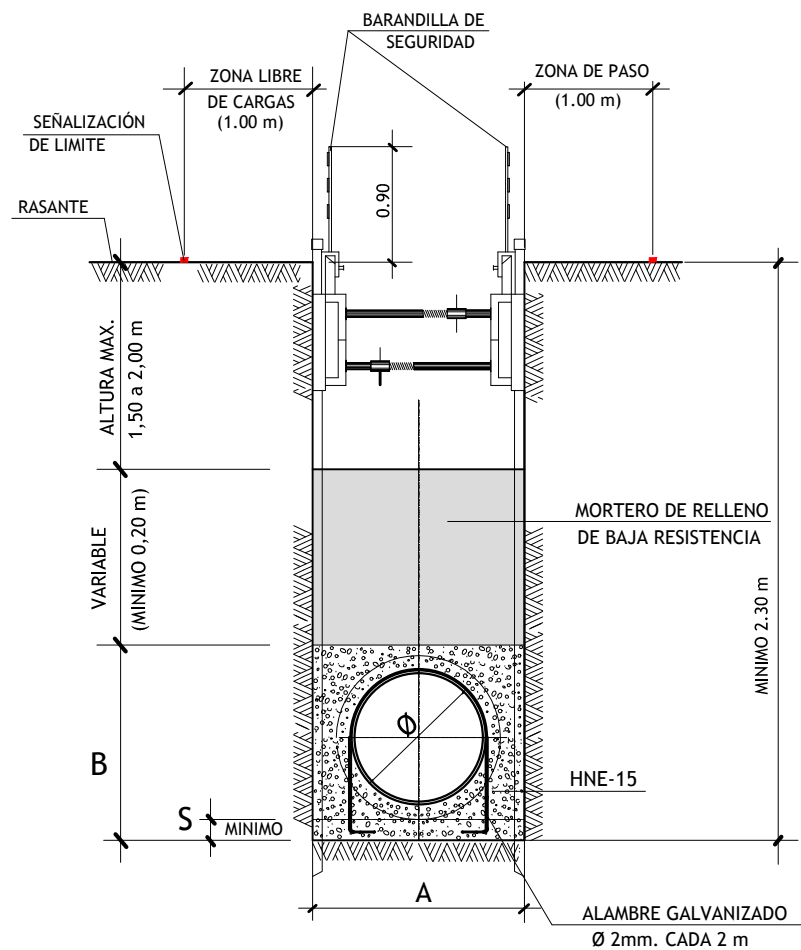 BARANDILLA DE
SEGURIDAD
ZONA LIBRE
DE CARGAS
(1.00 m)
ZONA DE PASO
(1.00 m)
SEÑALIZACIÓN
DE LIMITE
0.90
RASANTE
ALTURA MAX.
1,50 a 2,00 m
VARIABLE
(MINIMO 0,20 m)
MORTERO DE RELLENO
DE BAJA RESISTENCIA
MINIMO 2.30 m
Ø
B
HNE-15
S
MINIMO
A
ALAMBRE GALVANIZADO
Ø 2mm. CADA 2 m